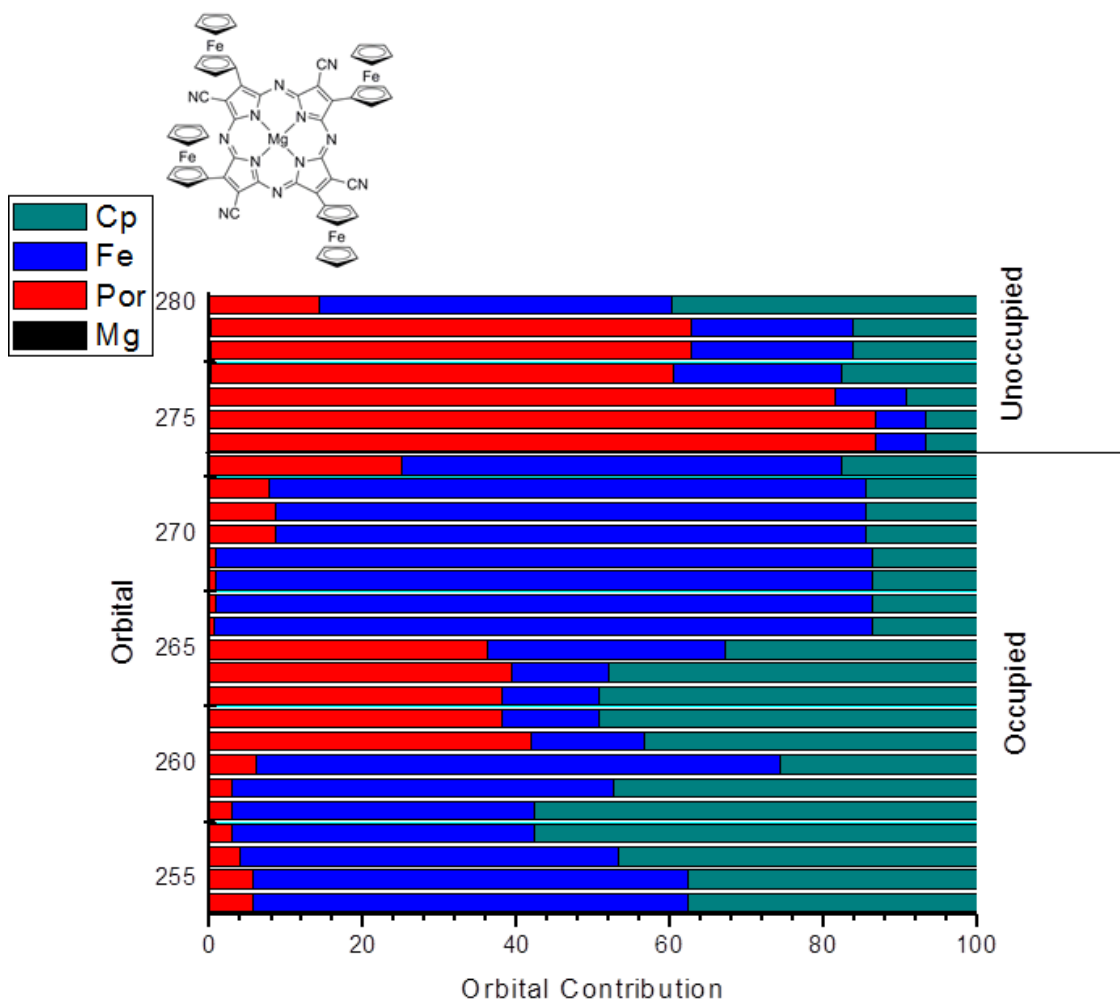 Fe
CN
Fe
N
NC
N
N
N
Mg
N
Fe
N
N
CN
N
NC
Fe
Cp
Fe
Por
Mg
280
275
270
265
260
255
Orbital
Unoccupied
Occupied
0 20 40 60 80 100
Orbital Contribution